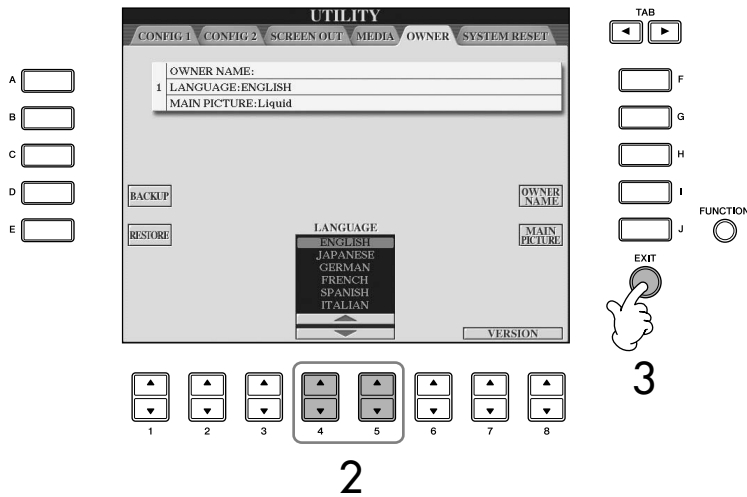 UTILITY
CONFIG 1 CONFIG 2 SCREEN OUT MEDIA OWNER SYSTEM RESET
TAB
OWNER NAME:
1 LANGUAGE:ENGLISH
MAIN PICTURE:Liquid
A
B
C
D
E
F
G
H
I
J
BACKUP
RESTORE
OWNER
NAME
MAIN
PICTURE
LANGUAGE
ENGLISH
JAPANESE
GERMAN
FRENCH
SPANISH
ITALIAN
VERSION
FUNCTION
EXIT
3
1 2 3 4 5 6 7 8
2